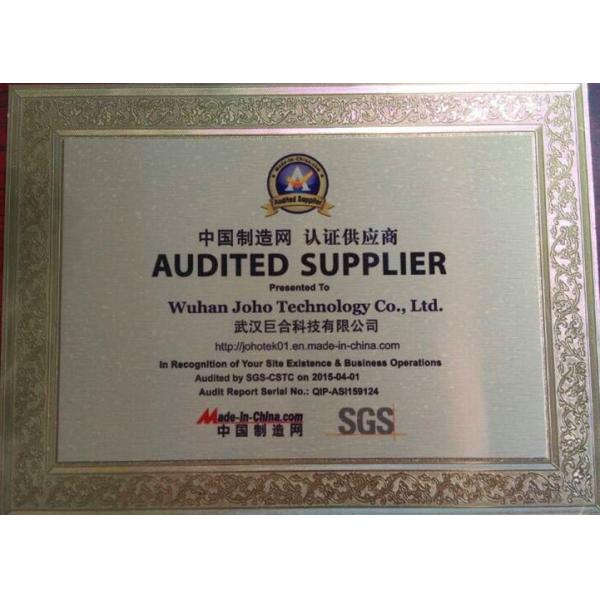 Made-in-China.com
Audited Supplier
中国制造网 认证供应商
AUDITED SUPPLIER
Presented To
Wuhan Joho Technology Co., Ltd.
武汉巨合科技有限公司
http://johotek01.en.made-in-china.com/
In Recognition of Your Site Existence & Business Operations
Audited by SGS-CSTC on 2015-04-01
Audit Report Serial No.: QIP-ASI159124
Made-in-China.com
中国制造网
SGS